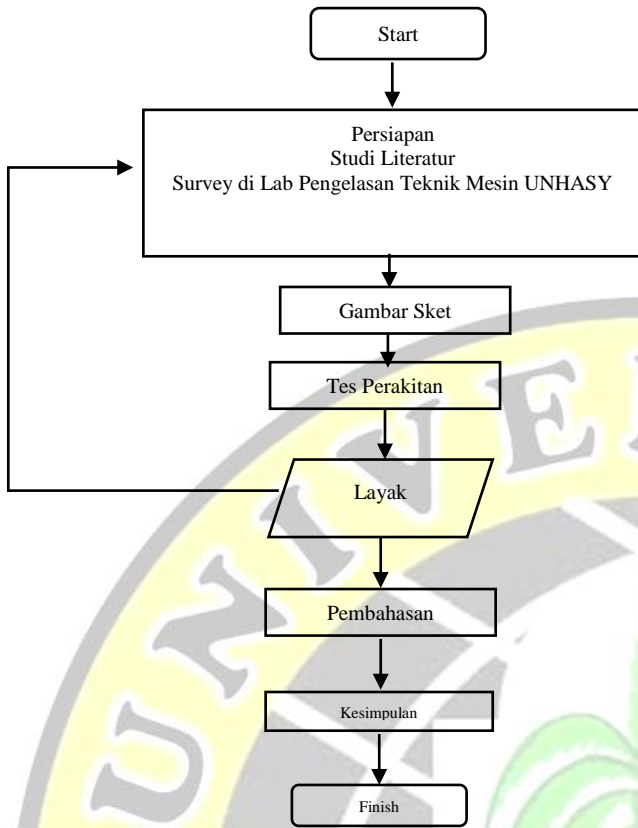 Start
Persiapan
Studi Literatur
Survey di Lab Pengelasan Teknik Mesin UNHASY
Gambar Sket
Tes Perakitan
Layak
Pembahasan
Kesimpulan
Finish
UNIVE